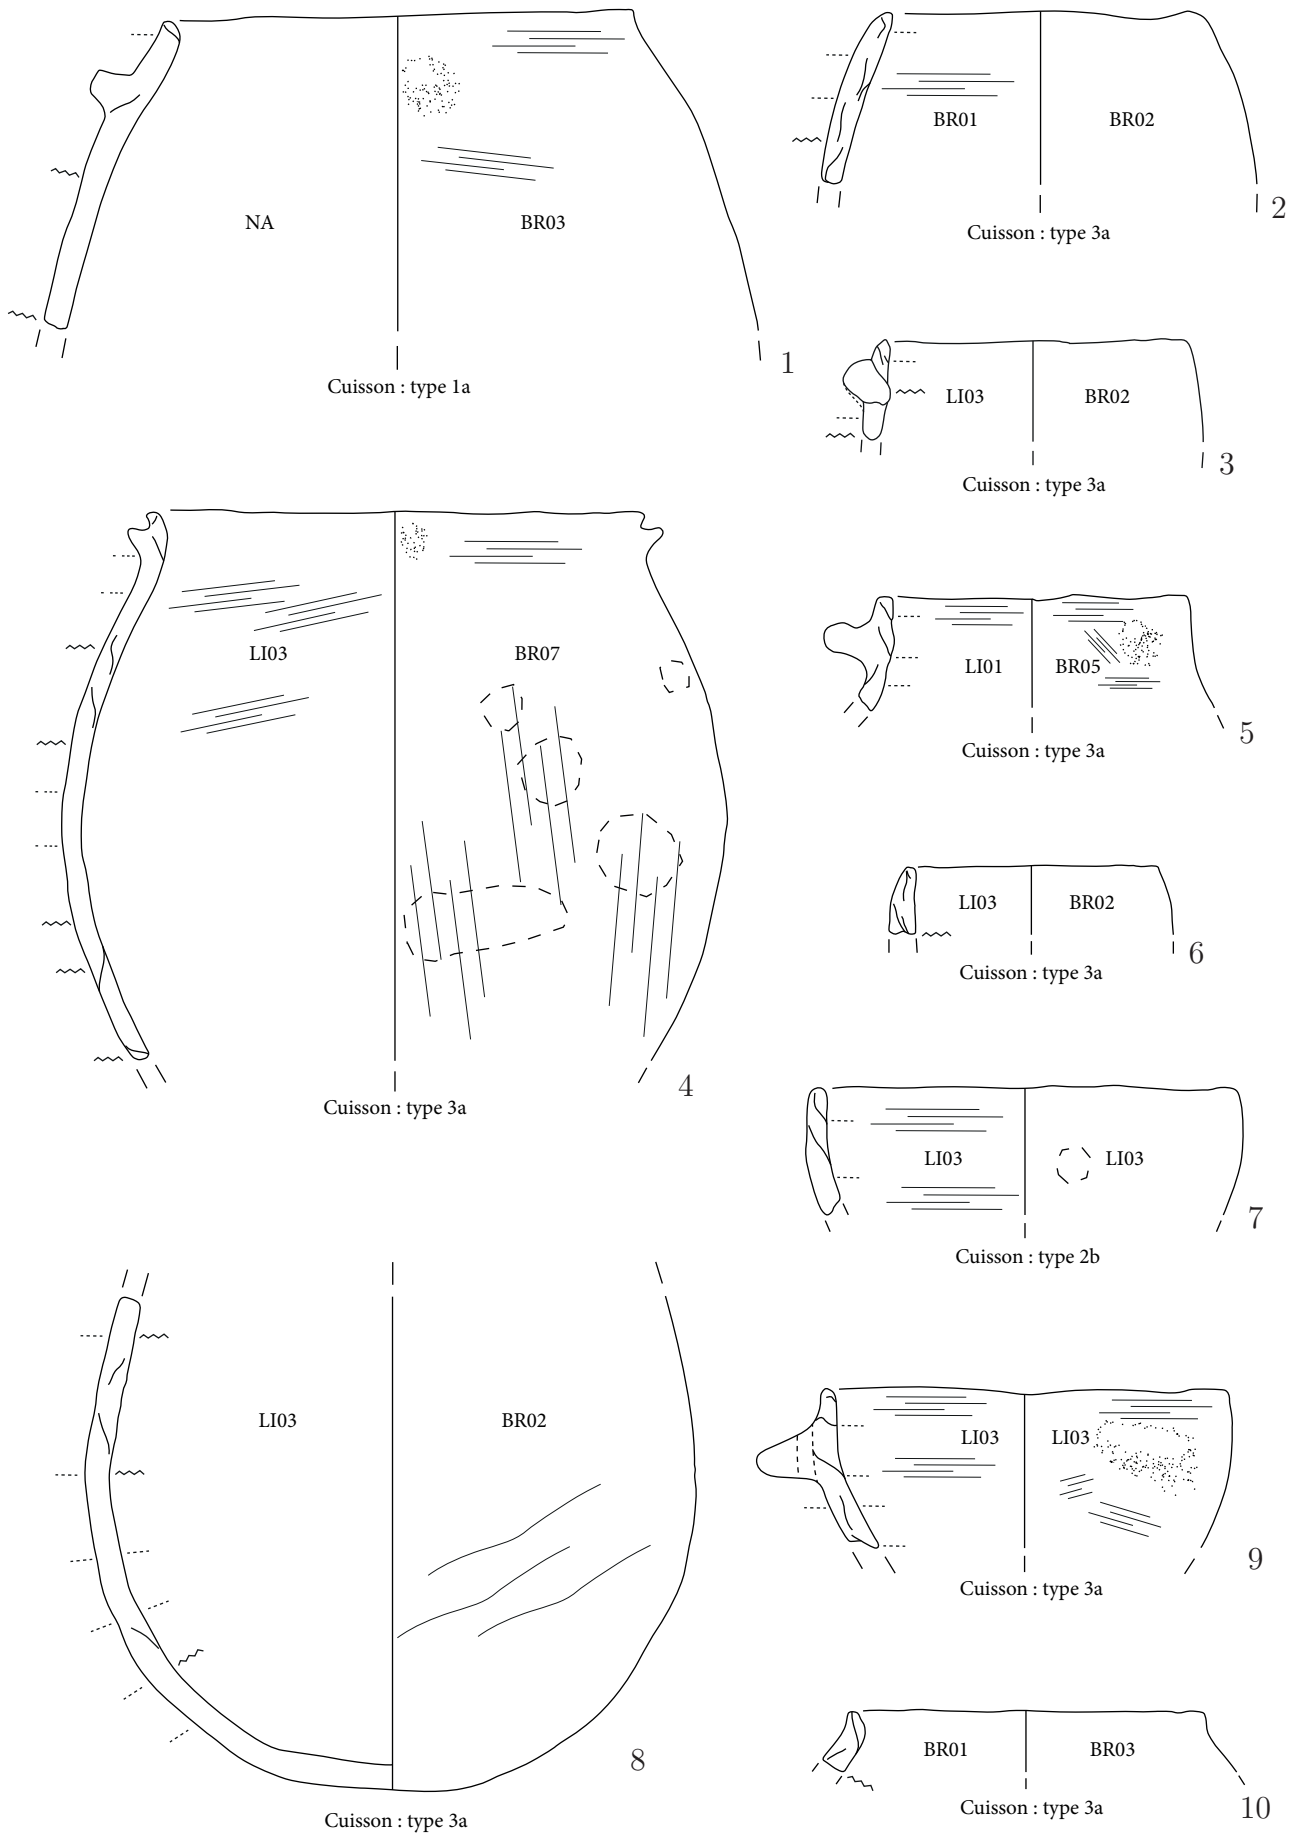 NA
BR03
1
Cuisson : type 1a
BR01
BR02
2
Cuisson : type 3a
LI03
BR02
3
Cuisson : type 3a
LI03
BR07
4
Cuisson : type 3a
LI01
BR05
5
Cuisson : type 3a
LI03
BR02
6
Cuisson : type 3a
LI03
LI03
7
Cuisson : type 2b
LI03
BR02
8
Cuisson : type 3a
LI03
LI03
9
Cuisson : type 3a
BR01
BR03
10
Cuisson : type 3a